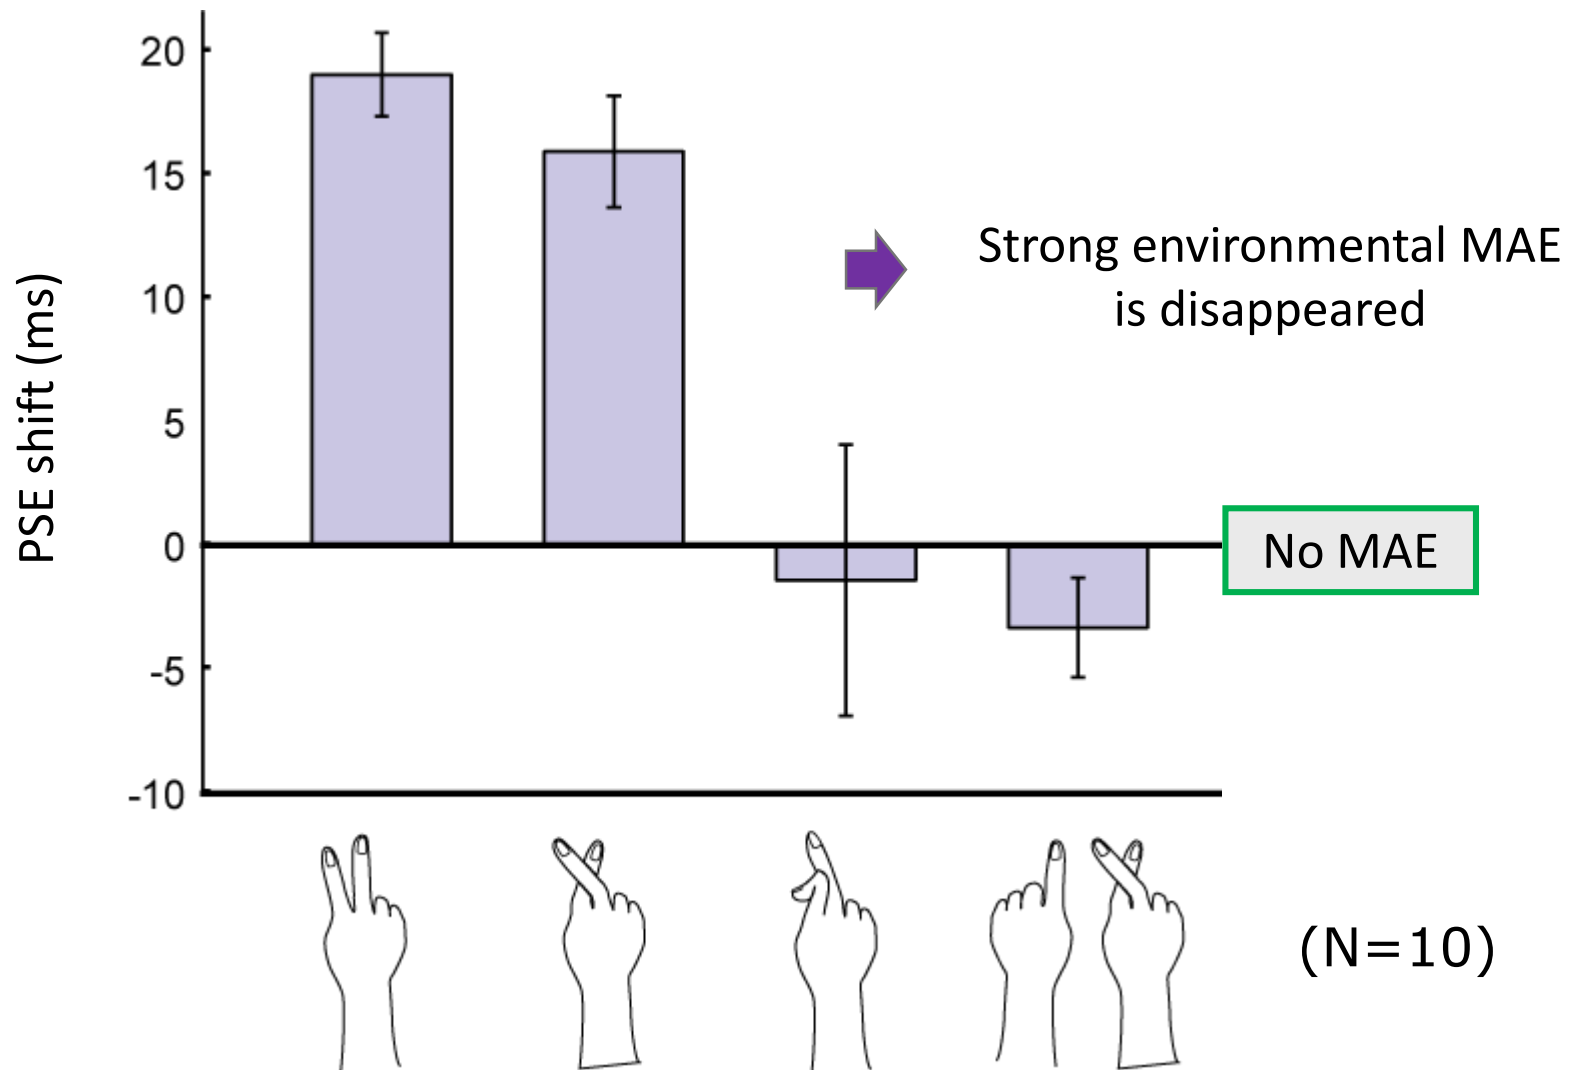 20
15
10
5
0
-5
-10
PSE shift (ms)
Strong environmental MAE
is disappeared
No MAE
(N=10)